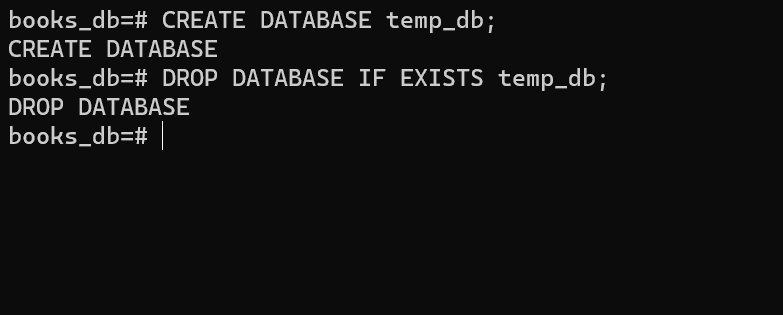 books_db=# CREATE DATABASE temp_db;
CREATE DATABASE
books_db=# DROP DATABASE IF EXISTS temp_db;
DROP DATABASE
books_db=#